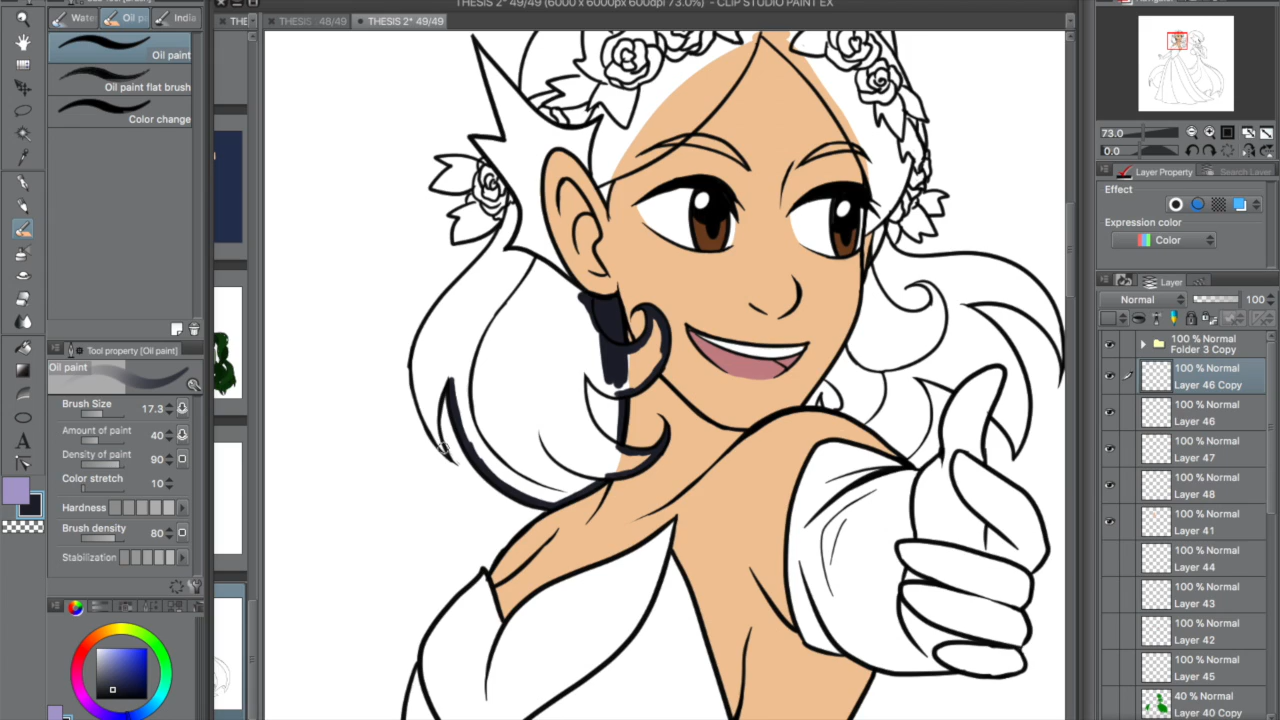 THESIS 2* 49/49 (6000 x 6000px 600dpi 73.0%) - CLIP STUDIO PAINT EX
Water
Oil p
India
THE
THESIS : 48/49
THESIS 2* 49/49
Oil paint
Oil paint flat brush
Color change
Tool property [Oil paint]
Oil paint
Brush Size
17.3
Amount of paint
40
Density of paint
90
Color stretch
10
Hardness
Brush density
80
Stabilization
73.0
0.0
Layer Property
Search Layer
Effect
Expression color
Color
Layer
Normal
100
100 % Normal
Folder 3 Copy
100 % Normal
Layer 46 Copy
100 % Normal
Layer 46
100 % Normal
Layer 47
100 % Normal
Layer 48
100 % Normal
Layer 41
100 % Normal
Layer 44
100 % Normal
Layer 43
100 % Normal
Layer 42
100 % Normal
Layer 45
40 % Normal
Layer 40 Copy